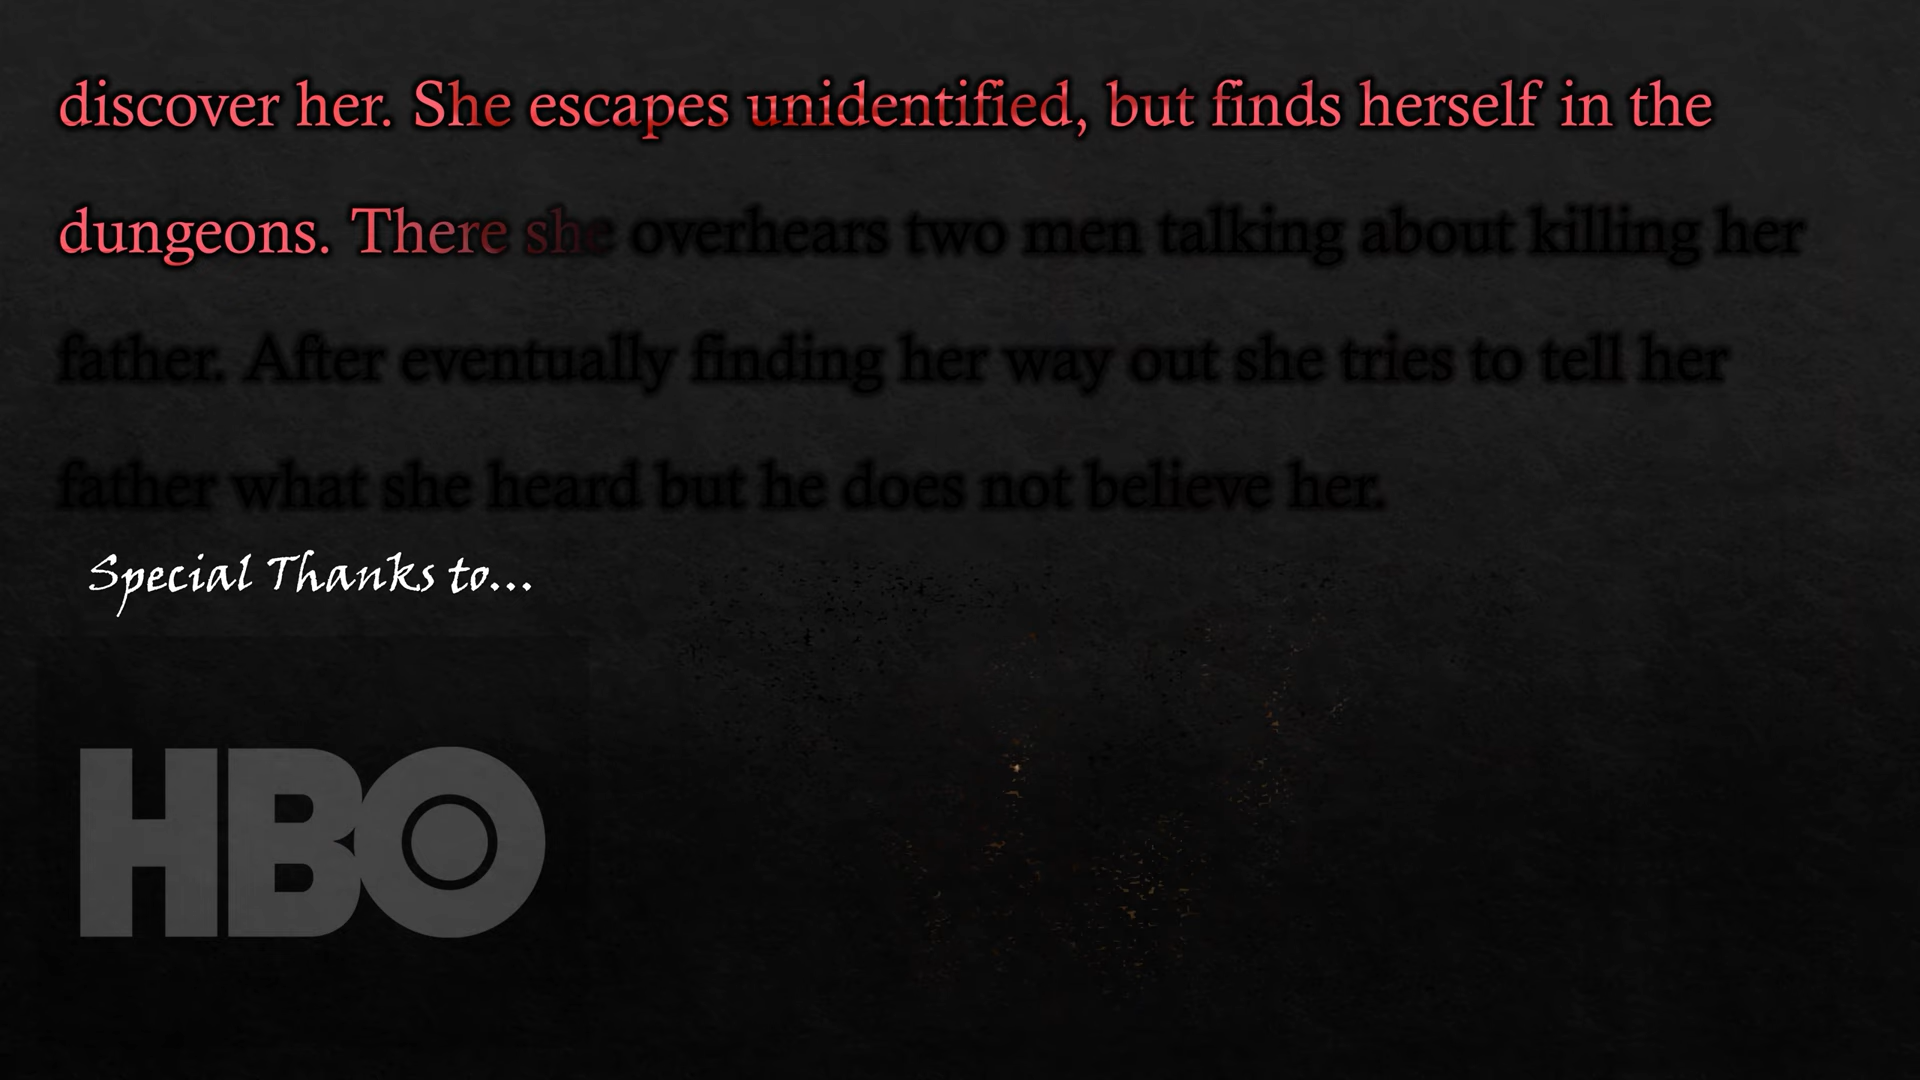 discover her. She escapes unidentified, but finds herself in the
dungeons. There she overhears two men talking about killing her
father. After eventually finding her way out she tries to tell her
father what she heard but he does not believe her.
Special Thanks to...
HBO